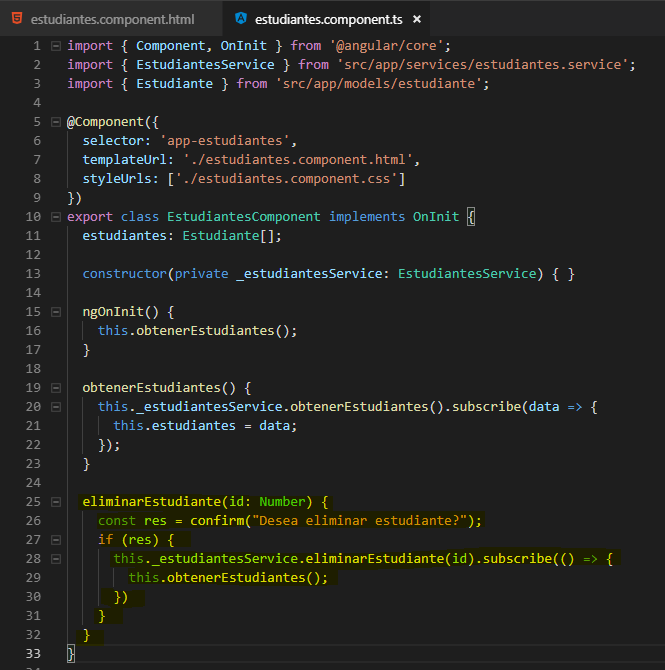 estudiantes.component.html estudiantes.component.ts ×
1 import { Component, OnInit } from '@angular/core';
2 import { EstudiantesService } from 'src/app/services/estudiantes.service';
3 import { Estudiante } from 'src/app/models/estudiante';
4
5 @Component({
6 selector: 'app-estudiantes',
7 templateUrl: './estudiantes.component.html',
8 styleUrls: ['./estudiantes.component.css']
9 })
10 export class EstudiantesComponent implements OnInit {
11 estudiantes: Estudiante[];
12
13 constructor(private _estudiantesService: EstudiantesService) { }
14
15 ngOnInit() {
16 this.obtenerEstudiantes();
17 }
18
19 obtenerEstudiantes() {
20 this._estudiantesService.obtenerEstudiantes().subscribe(data => {
21 this.estudiantes = data;
22 });
23 }
24
25 eliminarEstudiante(id: Number) {
26 const res = confirm("Desea eliminar estudiante?");
27 if (res) {
28 this._estudiantesService.eliminarEstudiante(id).subscribe(() => {
29 this.obtenerEstudiantes();
30 })
31 }
32 }
33 }